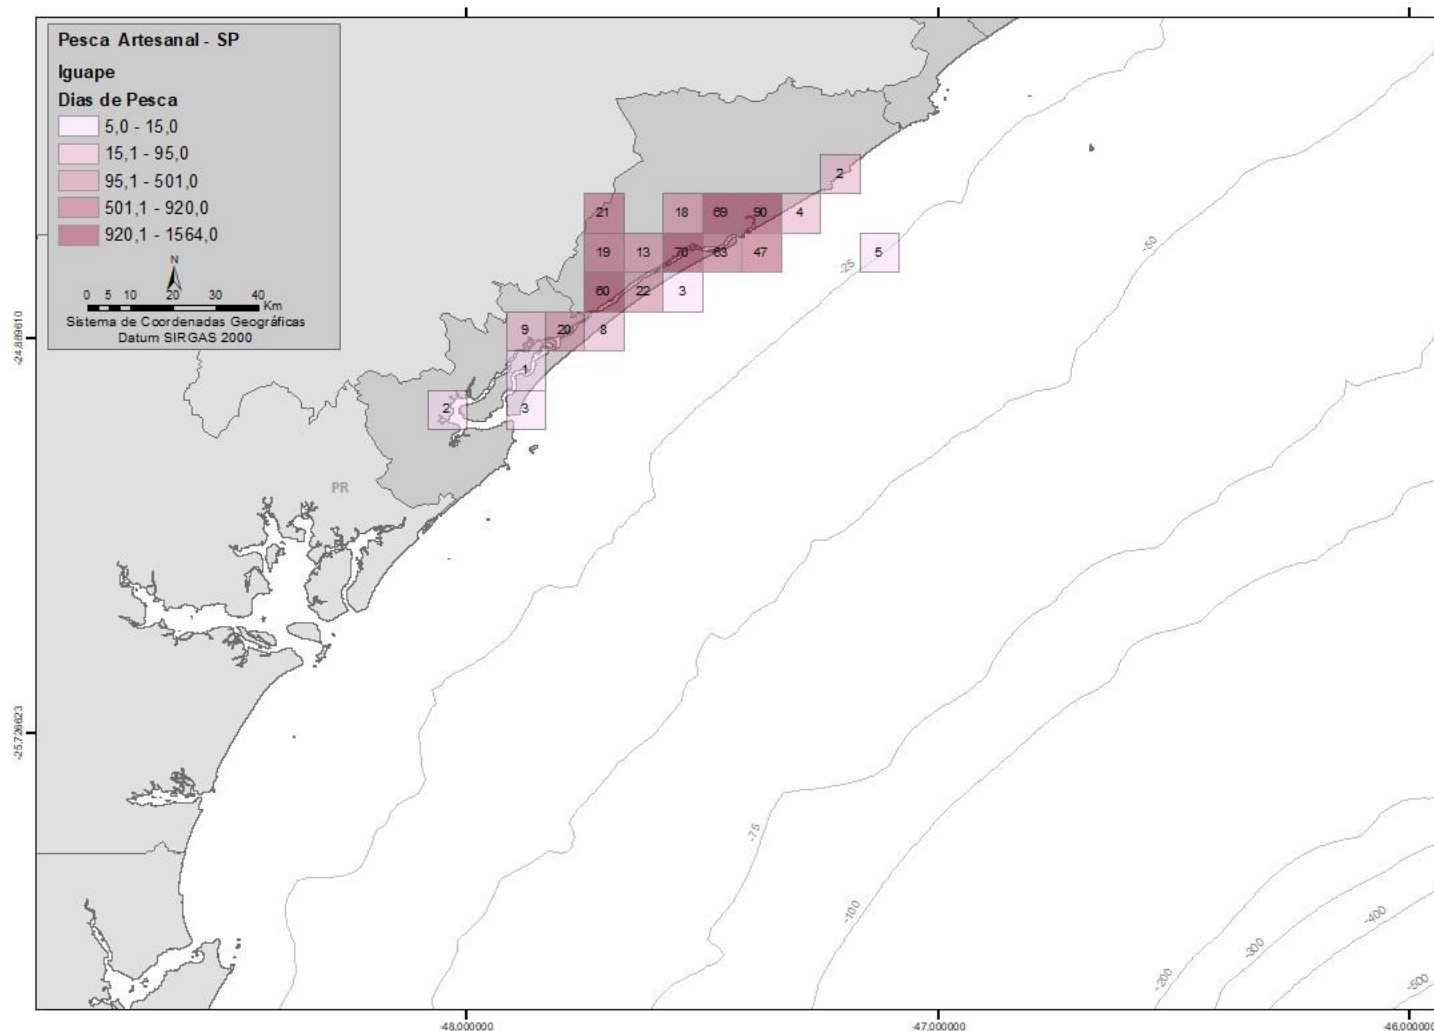 Pesca Artesanal - SP
Iguape
Dias de Pesca
5,0 - 15,0
15,1 - 95,0
95,1 - 501,0
501,1 - 920,0
920,1 - 1564,0
N
0 5 10 20 30 40
Km
Sistema de Coordenadas Geográficas
Datum SIRGAS 2000
2
21 18 69 90 4
19 13 70 63 47 5
60 22 3
9 20 8
1
2 3
PR
-25
-50
-75
-100
-200
-300
-400
-500
-24,889610
-25,726623
-48,000000 -47,000000 -46,000000